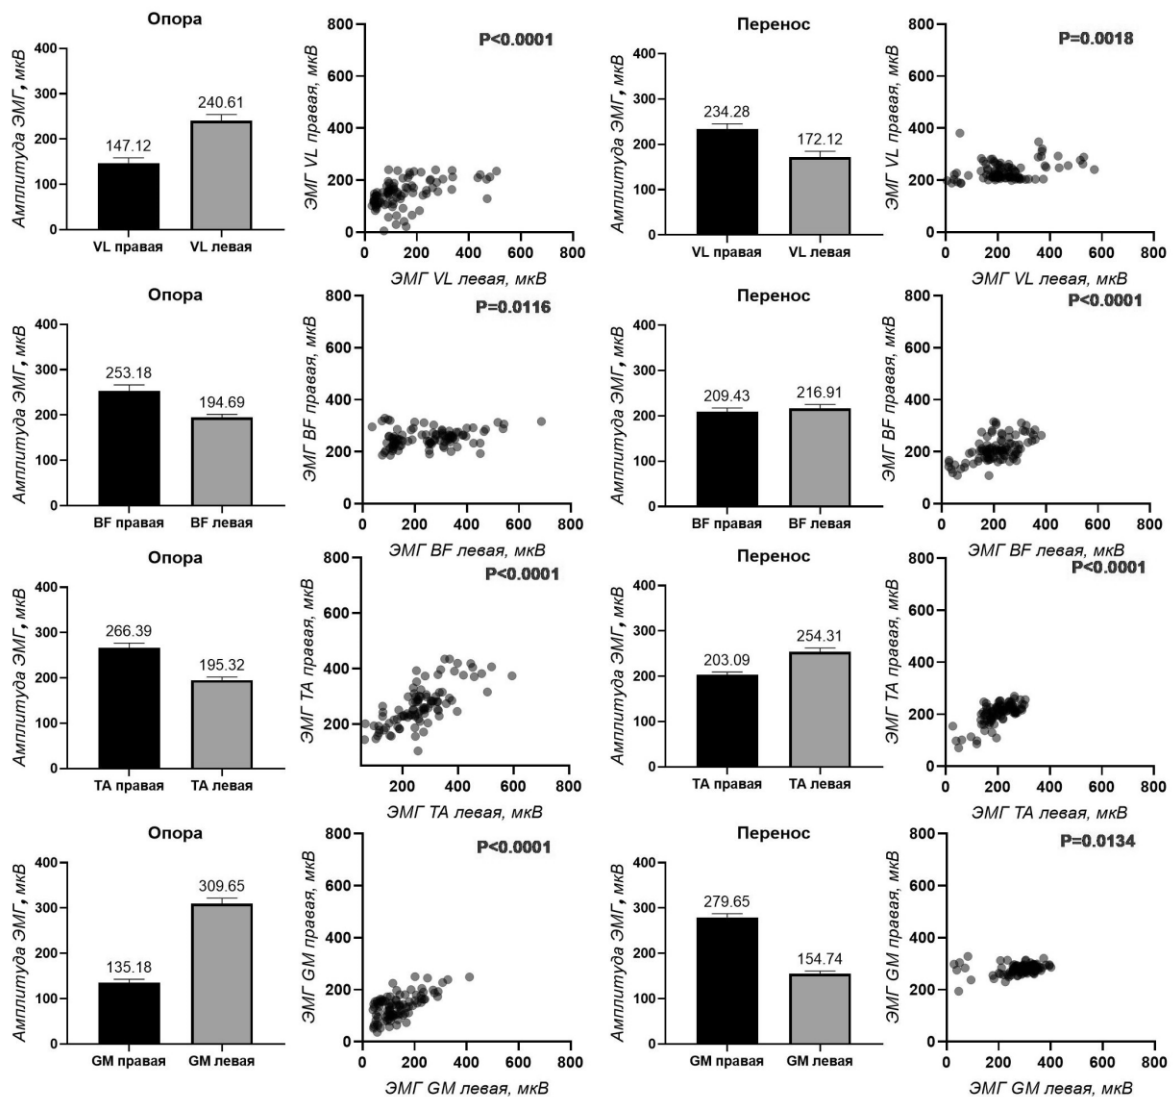 Опора
Амплитуда ЭМГ, мкВ
400
300
200
100
0
147.12
240.61
VL правая
VL левая
P<0.0001
ЭМГ VL правая, мкВ
800
600
400
200
0
0 200 400 600 800
ЭМГ VL левая, мкВ
Перенос
Амплитуда ЭМГ, мкВ
400
300
200
100
0
234.28
172.12
VL правая
VL левая
P=0.0018
ЭМГ VL правая, мкВ
800
600
400
200
0
0 200 400 600 800
ЭМГ VL левая, мкВ
Опора
Амплитуда ЭМГ, мкВ
400
300
200
100
0
253.18
194.69
BF правая
BF левая
P=0.0116
ЭМГ BF правая, мкВ
800
600
400
200
0
0 200 400 600 800
ЭМГ BF левая, мкВ
Перенос
Амплитуда ЭМГ, мкВ
400
300
200
100
0
209.43
216.91
BF правая
BF левая
P<0.0001
ЭМГ BF правая, мкВ
800
600
400
200
0
0 200 400 600 800
ЭМГ BF левая, мкВ
Опора
Амплитуда ЭМГ, мкВ
400
300
200
100
0
266.39
195.32
TA правая
TA левая
P<0.0001
ЭМГ TA правая, мкВ
800
600
400
200
200 400 600 800
ЭМГ TA левая, мкВ
Перенос
Амплитуда ЭМГ, мкВ
400
300
200
100
0
203.09
254.31
TA правая
TA левая
P<0.0001
ЭМГ TA правая, мкВ
800
600
400
200
0
0 200 400 600 800
ЭМГ TA левая, мкВ
Опора
Амплитуда ЭМГ, мкВ
400
300
200
100
0
135.18
309.65
GM правая
GM левая
P<0.0001
ЭМГ GM правая, мкВ
800
600
400
200
0
0 200 400 600 800
ЭМГ GM левая, мкВ
Перенос
Амплитуда ЭМГ, мкВ
400
300
200
100
0
279.65
154.74
GM правая
GM левая
P=0.0134
ЭМГ GM правая, мкВ
800
600
400
200
0
0 200 400 600 800
ЭМГ GM левая, мкВ